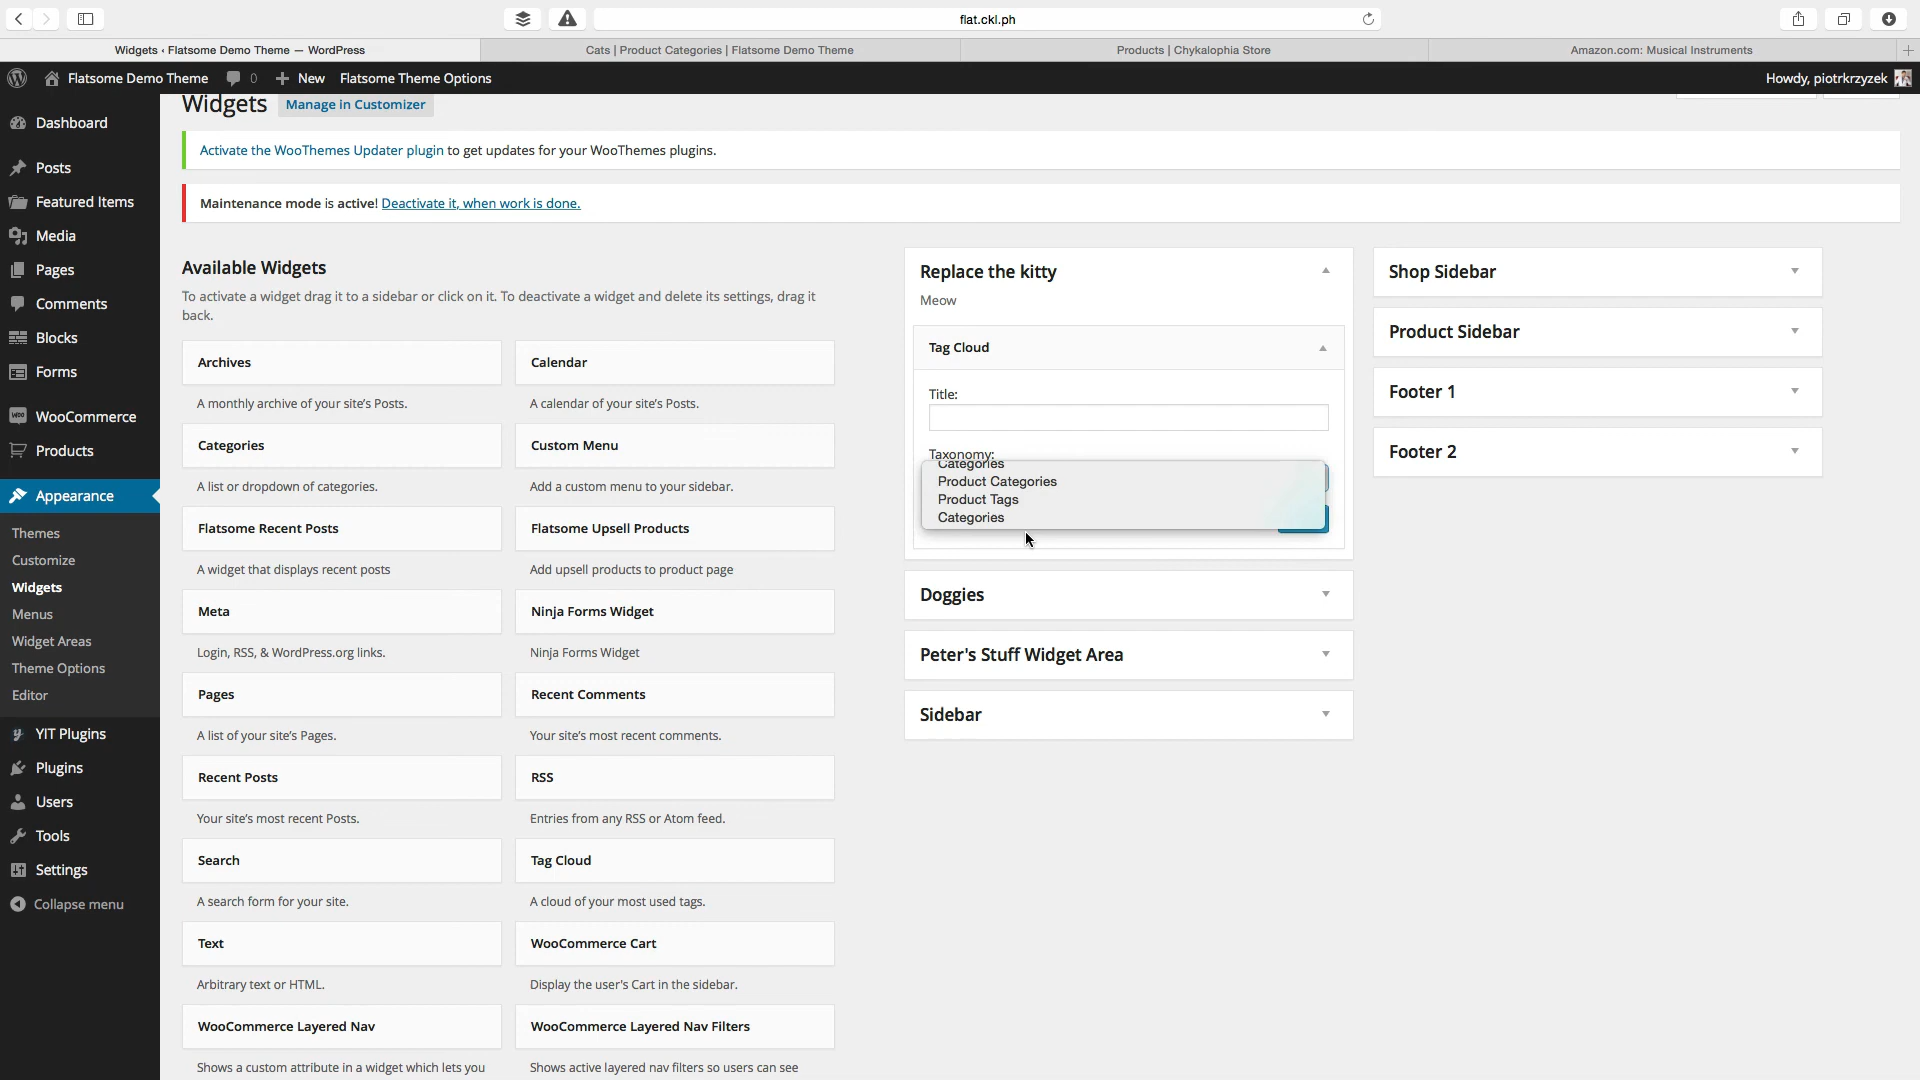 flat.ckl.ph
Widgets ‹ Flatsome Demo Theme — WordPress
Cats | Product Categories | Flatsome Demo Theme
Products | Chykalophia Store
Amazon.com: Musical Instruments
Flatsome Demo Theme
0
New
Flatsome Theme Options
Howdy, piotrkrzyzek
Dashboard
Posts
Featured Items
Media
Pages
Comments
Blocks
Forms
WooCommerce
Products
Appearance
Themes
Customize
Widgets
Menus
Widget Areas
Theme Options
Editor
YIT Plugins
Plugins
Users
Tools
Settings
Collapse menu
Widgets
Manage in Customizer
Activate the WooThemes Updater plugin to get updates for your WooThemes plugins.
Maintenance mode is active! Deactivate it, when work is done.
Available Widgets
To activate a widget drag it to a sidebar or click on it. To deactivate a widget and delete its settings, drag it
back.
Archives
Calendar
A monthly archive of your site's Posts.
A calendar of your site's Posts.
Categories
Custom Menu
A list or dropdown of categories.
Add a custom menu to your sidebar.
Flatsome Recent Posts
Flatsome Upsell Products
A widget that displays recent posts
Add upsell products to product page
Meta
Ninja Forms Widget
Login, RSS, & WordPress.org links.
Ninja Forms Widget
Pages
Recent Comments
A list of your site's Pages.
Your site's most recent comments.
Recent Posts
RSS
Your site's most recent Posts.
Entries from any RSS or Atom feed.
Search
Tag Cloud
A search form for your site.
A cloud of your most used tags.
Text
WooCommerce Cart
Arbitrary text or HTML.
Display the user's Cart in the sidebar.
WooCommerce Layered Nav
WooCommerce Layered Nav Filters
Shows a custom attribute in a widget which lets you
Shows active layered nav filters so users can see
Replace the kitty
Meow
Tag Cloud
Title:
Taxonomy:
Categories
Product Categories
Product Tags
Categories
Doggies
Peter's Stuff Widget Area
Sidebar
Shop Sidebar
Product Sidebar
Footer 1
Footer 2